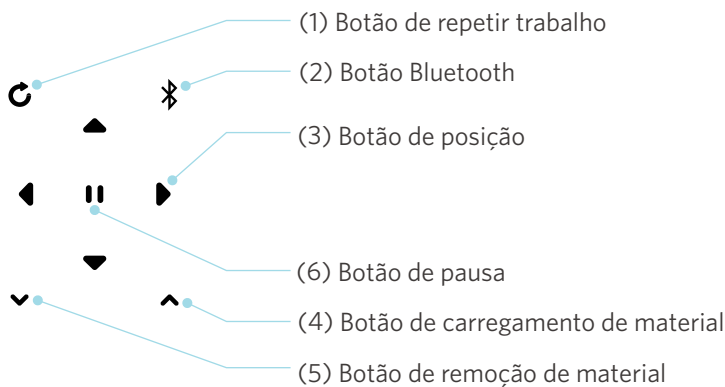 (1) Botão de repetir trabalho
(2) Botão Bluetooth
(3) Botão de posição
(6) Botão de pausa
(4) Botão de carregamento de material
(5) Botão de remoção de material